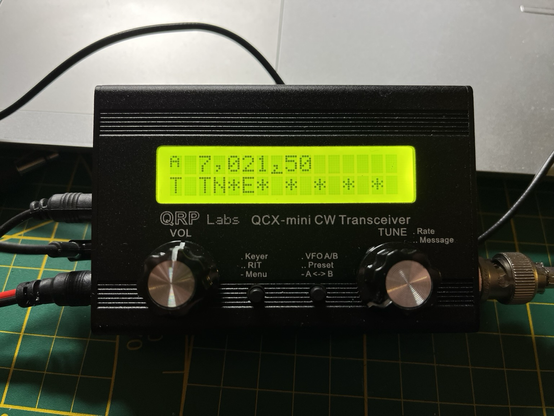 A 7,021.50
T TN*E* * * * *
QRP Labs QCX-mini CW Transceiver
VOL
TUNE
. Rate
.. Message
. Keyer
.. RIT
- Menu
. VFO A/B
.. Preset
- A <-> B